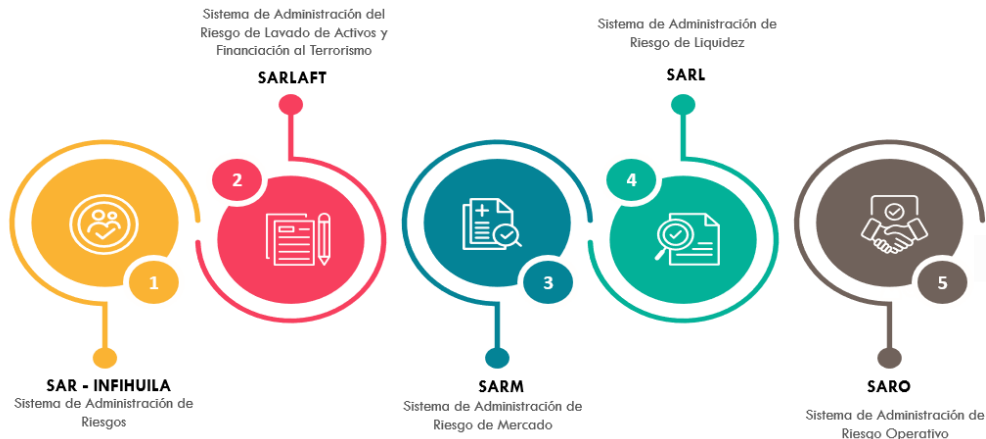 Sistema de Administración del
Riesgo de Lavado de Activos y
Financiación al Terrorismo
SARLAFT
Sistema de Administración de
Riesgo de Liquidez
SARL
1
2
3
4
5
SAR - INFIHUILA
Sistema de Administración de
Riesgos
SARM
Sistema de Administración de
Riesgo de Mercado
SARO
Sistema de Administración de
Riesgo Operativo